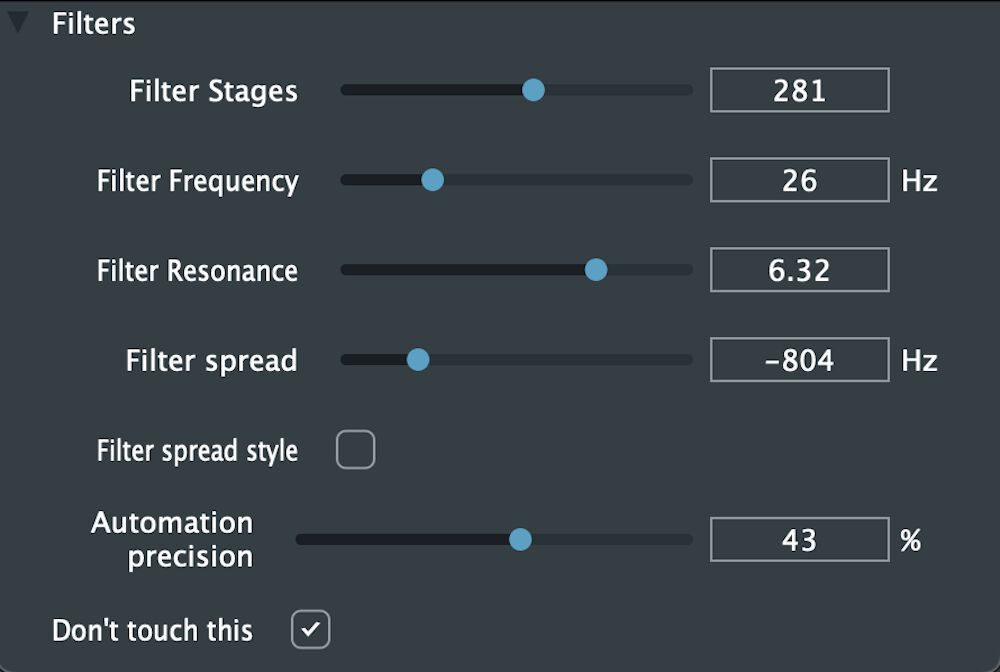 Filters
Filter Stages 281
Filter Frequency 26 Hz
Filter Resonance 6.32
Filter spread -804 Hz
Filter spread style
Automation
precision 43 %
Don't touch this